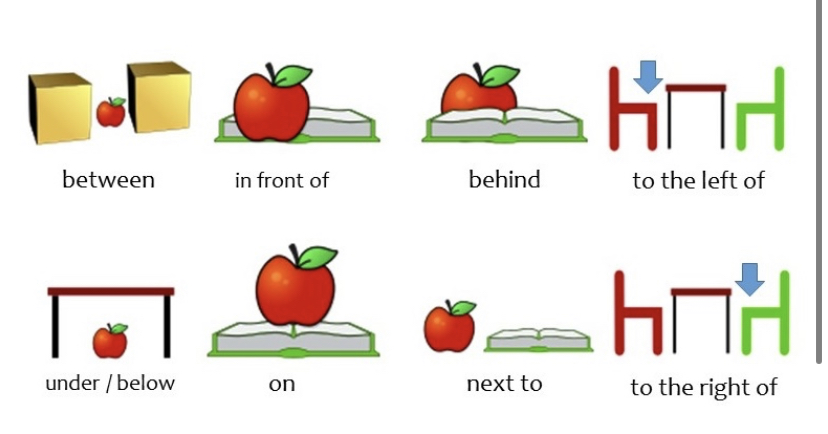 between
in front of
behind
to the left of
under / below
on
next to
to the right of